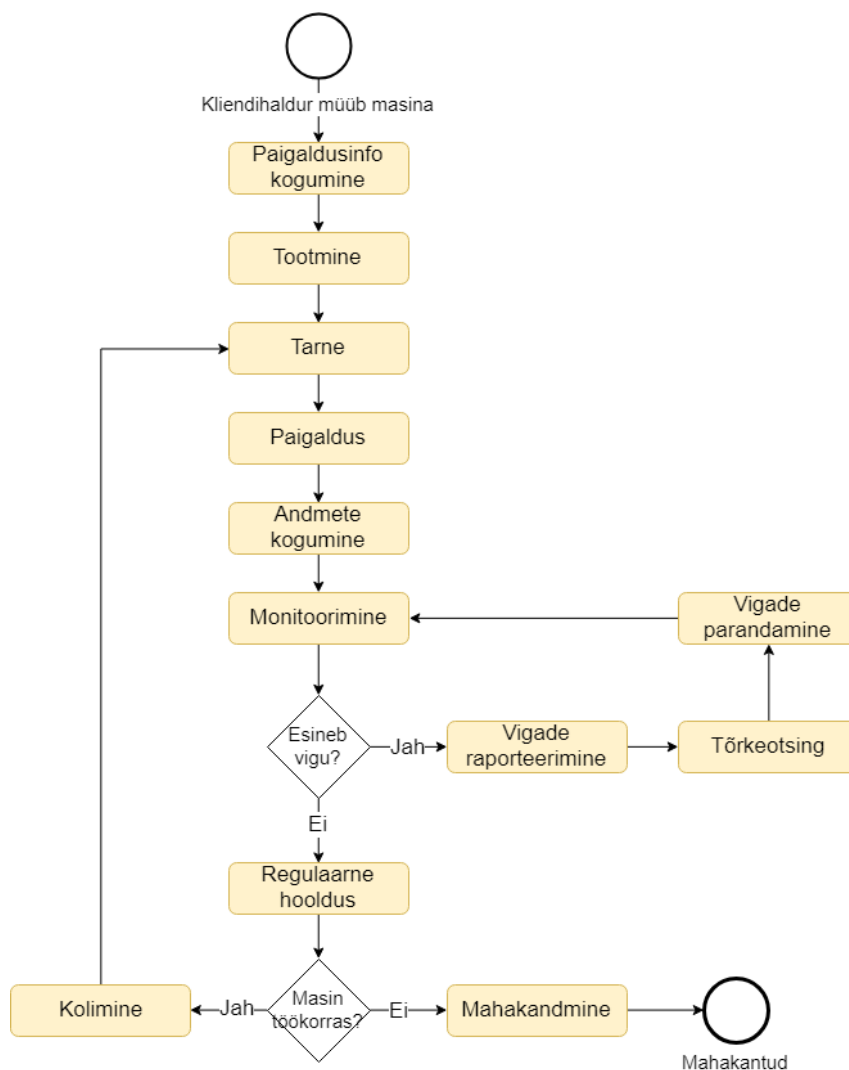 Kliendihaldur müüb masina
Paigaldusinfo
kogumine
Tootmine
Tarne
Paigaldus
Andmete
kogumine
Monitoorimine
Vigade
parandamine
Esineb
vigu?
Jah
Vigade
raporteerimine
Tõrkeotsing
Ei
Regulaarne
hooldus
Kolimine
Jah
Masin
töökorras?
Ei
Mahakandmine
Mahakantud